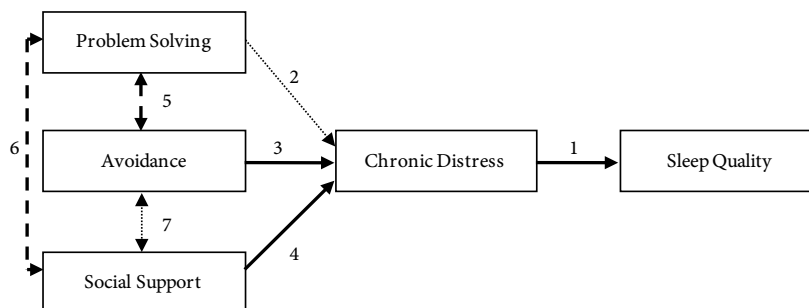 Problem Solving
2
5
6
Avoidance
3
Chronic Distress
1
Sleep Quality
7
4
Social Support